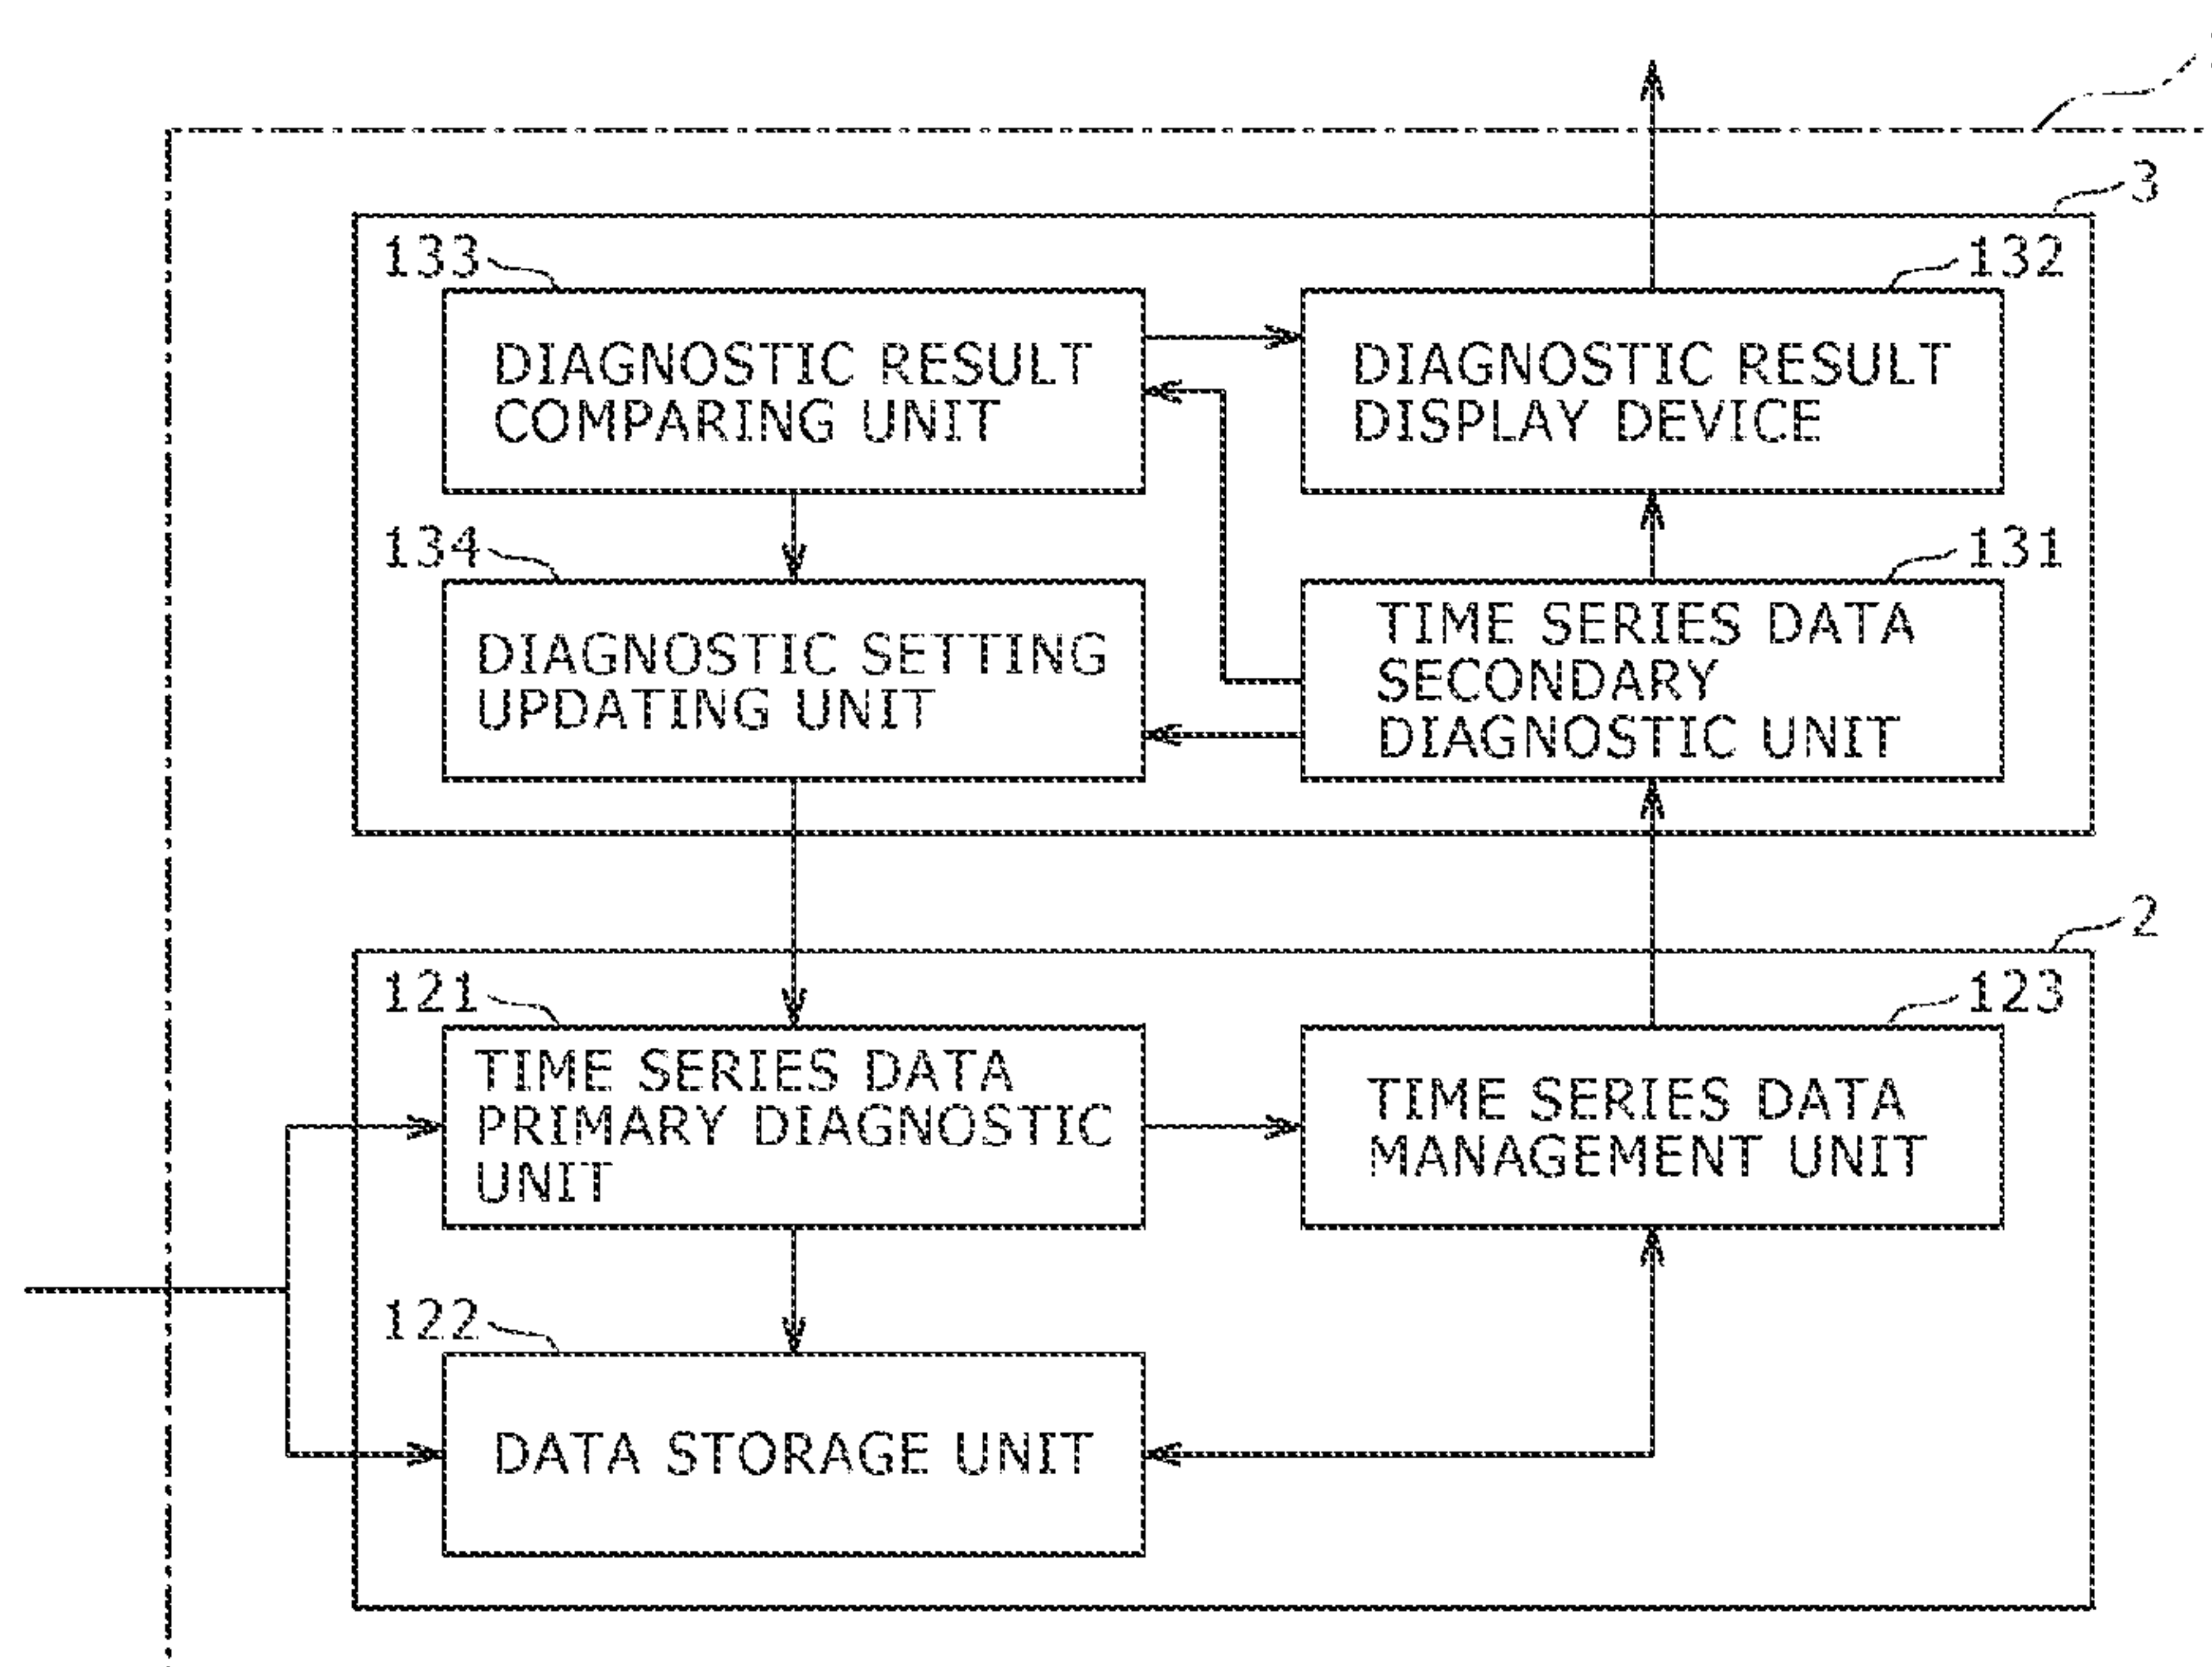 3
133
132
DIAGNOSTIC RESULT
COMPARING UNIT
DIAGNOSTIC RESULT
DISPLAY DEVICE
134
131
DIAGNOSTIC SETTING
UPDATING UNIT
TIME SERIES DATA
SECONDARY
DIAGNOSTIC UNIT
2
121
123
TIME SERIES DATA
PRIMARY DIAGNOSTIC
UNIT
TIME SERIES DATA
MANAGEMENT UNIT
122
DATA STORAGE UNIT